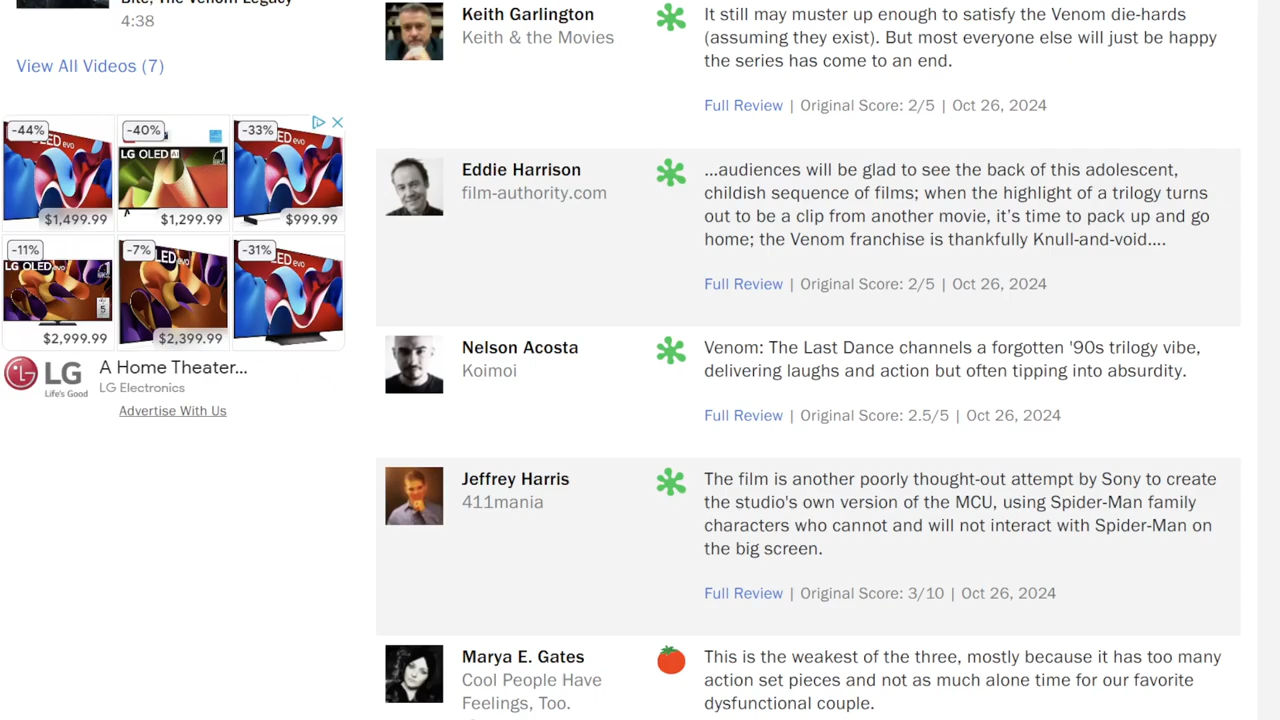 Bite, The Venom Legacy
4:38
View All Videos (7)
-44%
-40%
-33%
LG OLED AI
$1,499.99
$1,299.99
$999.99
-11%
-7%
-31%
$2,999.99
$2,399.99
LG
Life's Good
A Home Theater...
LG Electronics
Advertise With Us
Keith Garlington
Keith & the Movies
It still may muster up enough to satisfy the Venom die-hards
(assuming they exist). But most everyone else will just be happy
the series has come to an end.
Full Review | Original Score: 2/5 | Oct 26, 2024
Eddie Harrison
film-authority.com
...audiences will be glad to see the back of this adolescent,
childish sequence of films; when the highlight of a trilogy turns
out to be a clip from another movie, it's time to pack up and go
home; the Venom franchise is thankfully Knull-and-void....
Full Review | Original Score: 2/5 | Oct 26, 2024
Nelson Acosta
Koimoi
Venom: The Last Dance channels a forgotten '90s trilogy vibe,
delivering laughs and action but often tipping into absurdity.
Full Review | Original Score: 2.5/5 | Oct 26, 2024
Jeffrey Harris
411mania
The film is another poorly thought-out attempt by Sony to create
the studio's own version of the MCU, using Spider-Man family
characters who cannot and will not interact with Spider-Man on
the big screen.
Full Review | Original Score: 3/10 | Oct 26, 2024
Marya E. Gates
Cool People Have
Feelings, Too.
This is the weakest of the three, mostly because it has too many
action set pieces and not as much alone time for our favorite
dysfunctional couple.